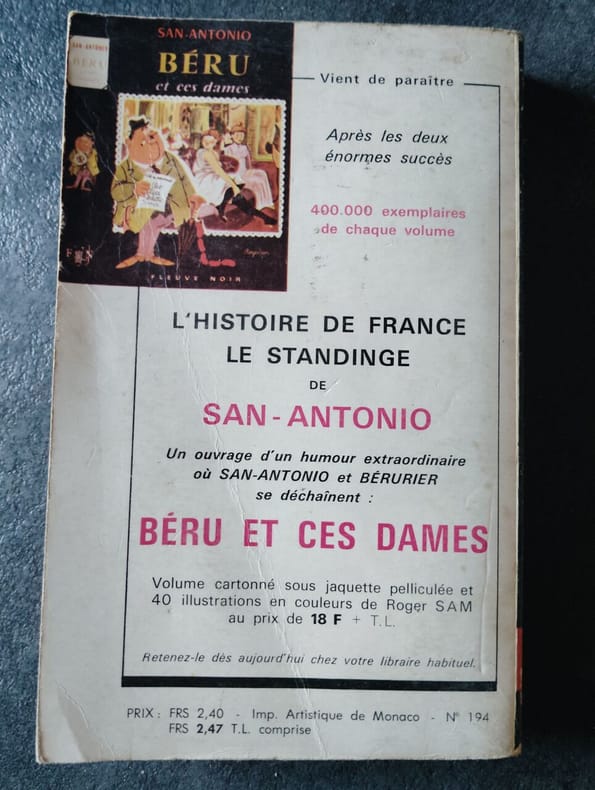 SAN-ANTONIO
BÉRU
et ces dames
SAN-ANTONIO
BÉRU
FLEUVE NOIR
Vient de paraître
Après les deux
énormes succès
400.000 exemplaires
de chaque volume
L'HISTOIRE DE FRANCE
LE STANDINGE
DE
SAN-ANTONIO
Un ouvrage d'un humour extraordinaire
où SAN-ANTONIO et BÉRURIER
se déchaînent :
BÉRU ET CES DAMES
Volume cartonné sous jaquette pelliculée et
40 illustrations en couleurs de Roger SAM
au prix de 18 F + T.L.
Retenez-le dès aujourd'hui chez votre libraire habituel.
PRIX : FRS 2,40 - Imp. Artistique de Monaco - N° 194
FRS 2,47 T.L. comprise